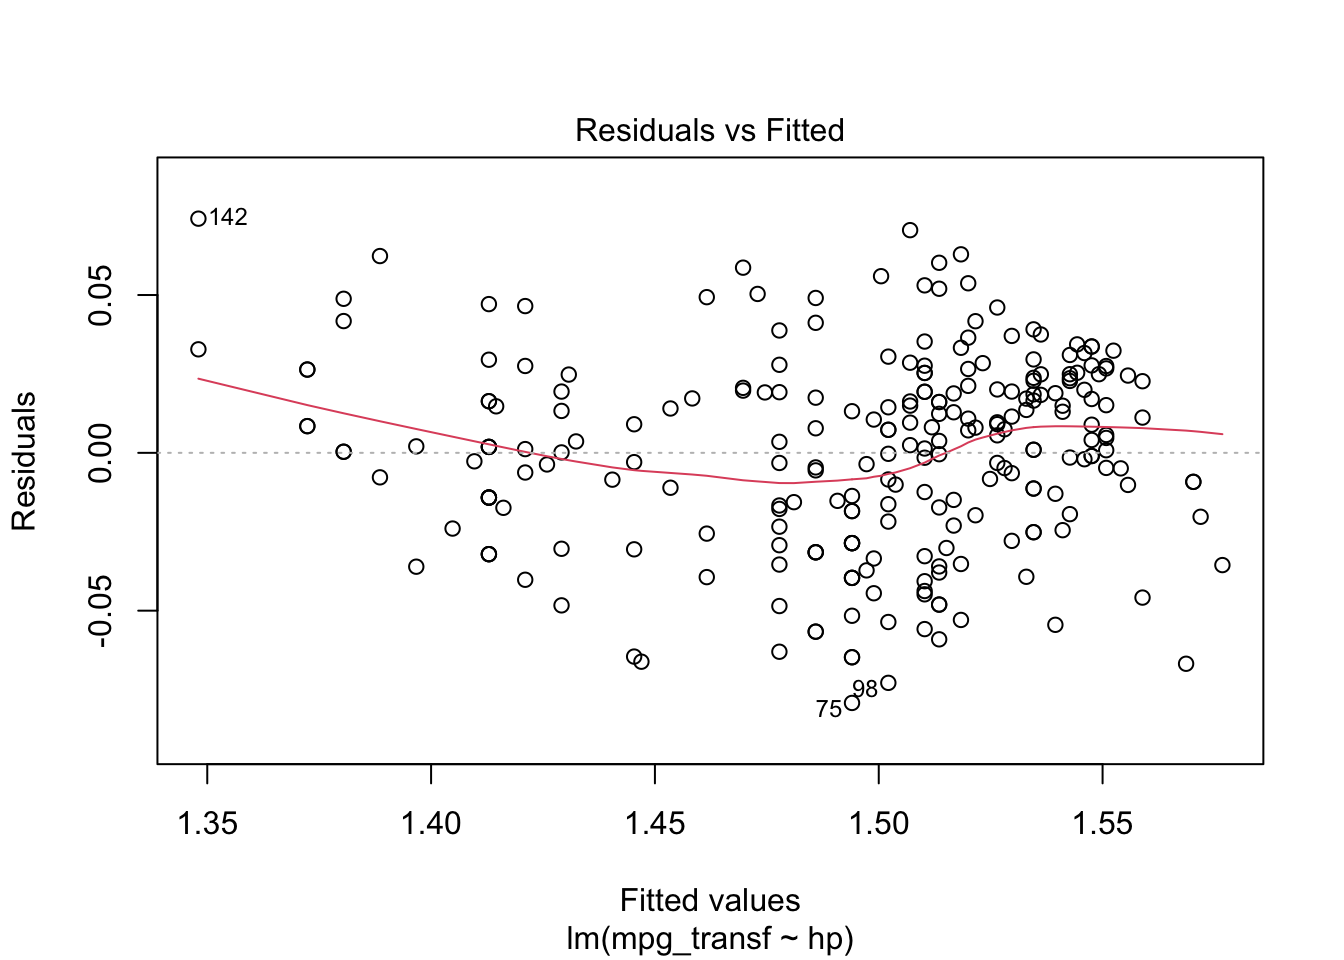 Residuals vs Fitted
Residuals
0.05
0.00
-0.05
142
98
75
1.35 1.40 1.45 1.50 1.55
Fitted values
lm(mpg_transf ~ hp)